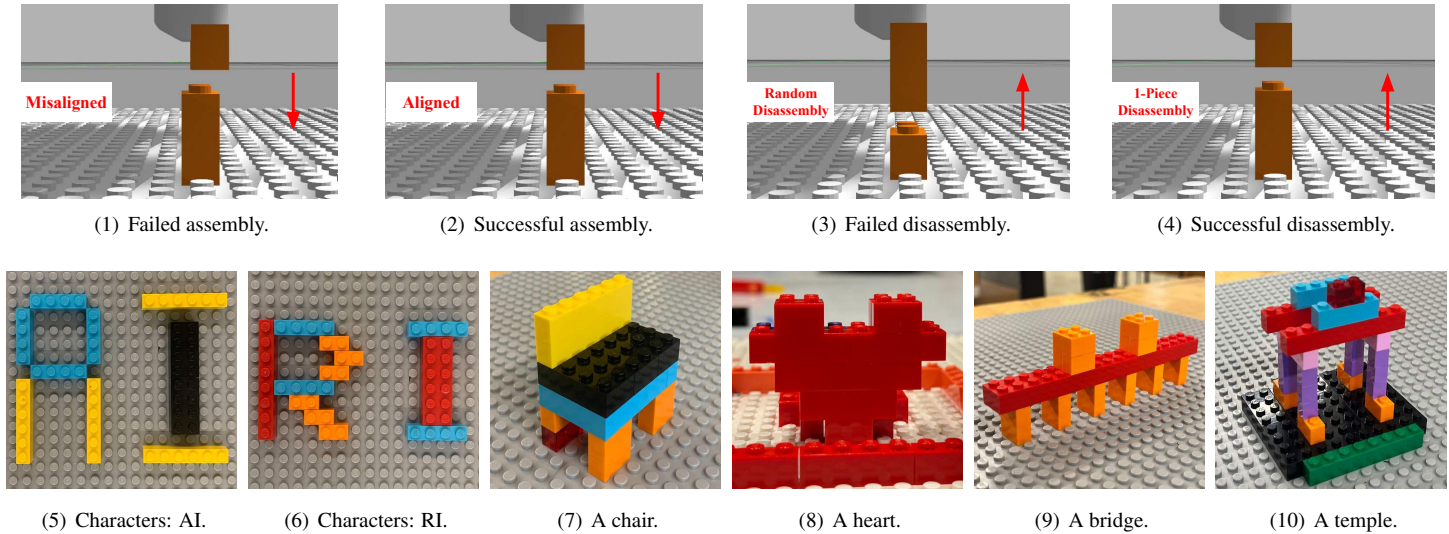 Misaligned
Aligned
Random
Disassembly
1-Piece
Disassembly
(1) Failed assembly.
(2) Successful assembly.
(3) Failed disassembly.
(4) Successful disassembly.
(5) Characters: AI.
(6) Characters: RI.
(7) A chair.
(8) A heart.
(9) A bridge.
(10) A temple.